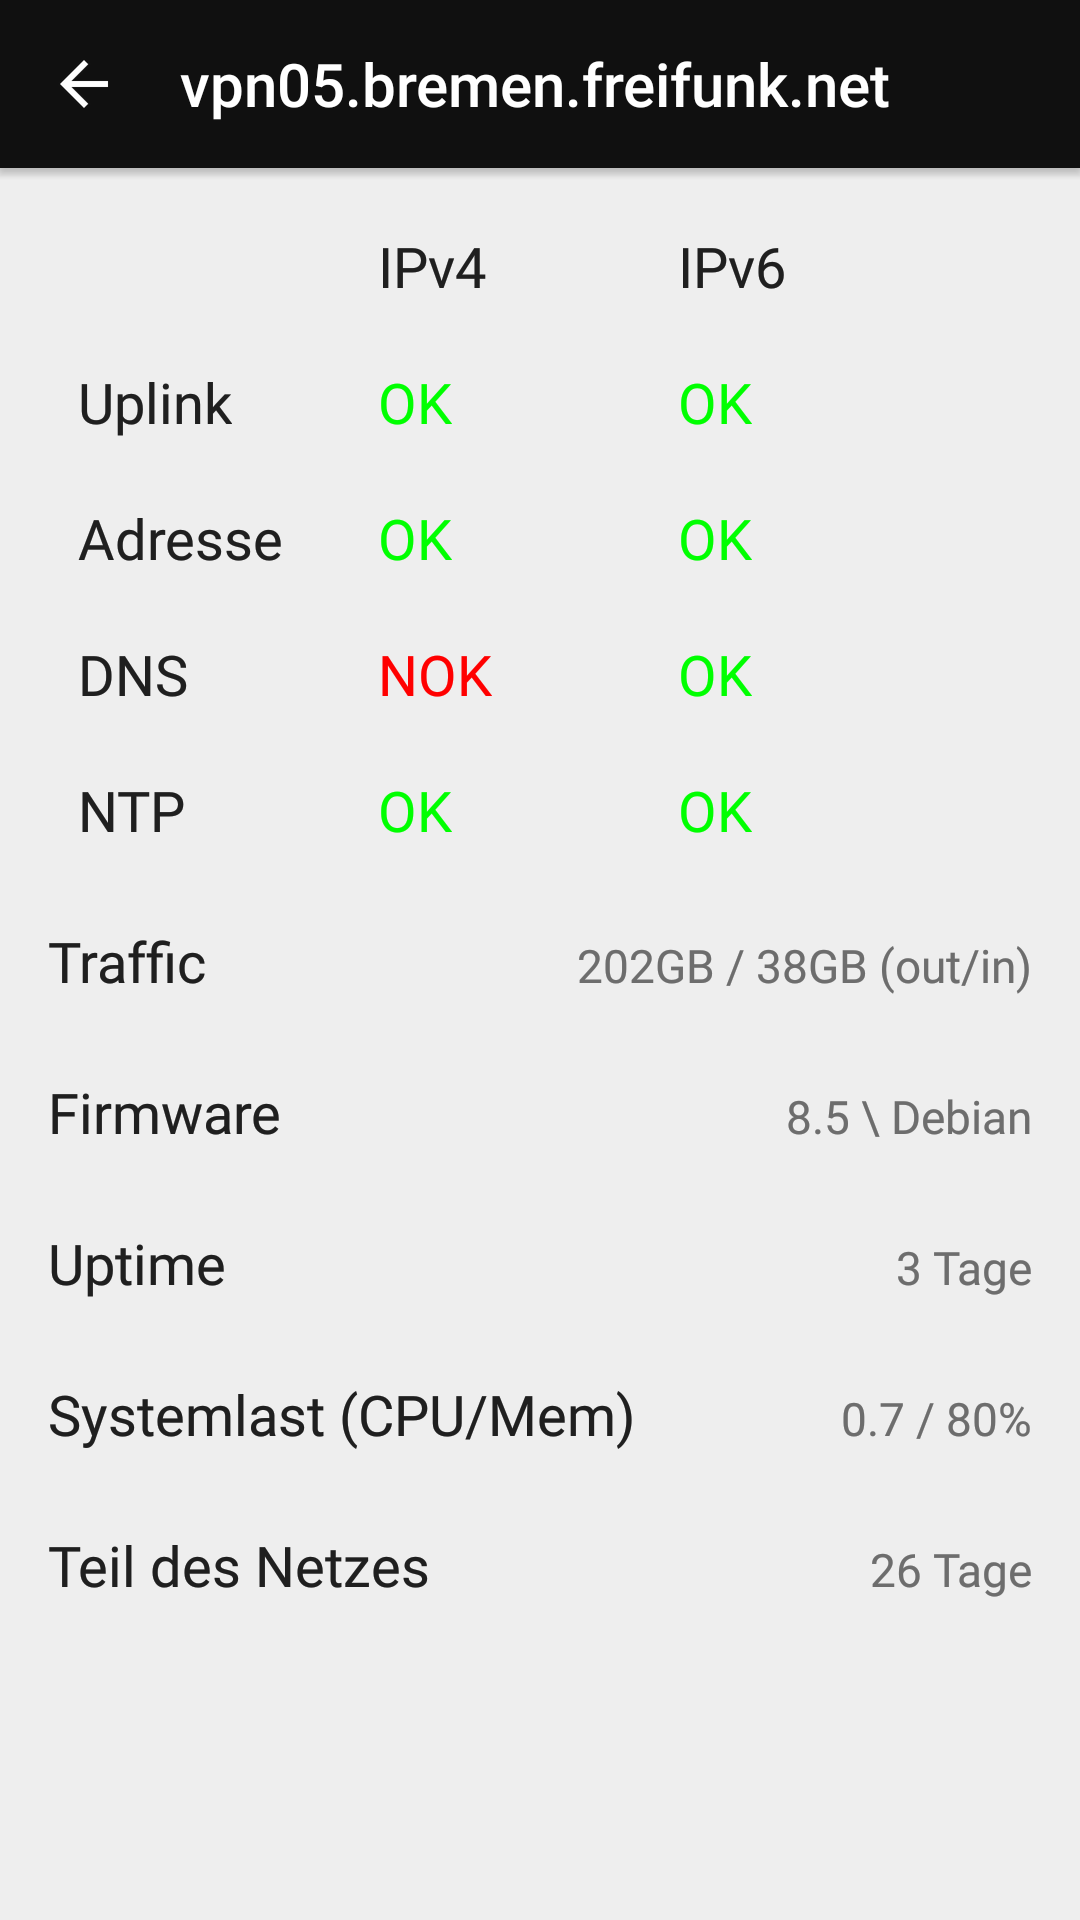 vpn05.bremen.freifunk.net
IPv4 IPv6
Uplink OK OK
Adresse OK OK
DNS NOK OK
NTP OK OK
Traffic 202GB / 38GB (out/in)
Firmware 8.5 \ Debian
Uptime 3 Tage
Systemlast (CPU/Mem) 0.7 / 80%
Teil des Netzes 26 Tage